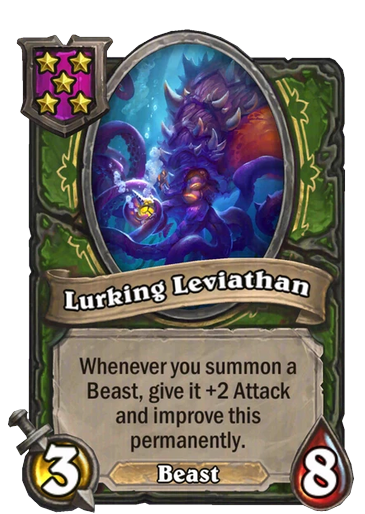 Lurking Leviathan
Whenever you summon a
Beast, give it +2 Attack
and improve this
permanently.
Beast
3
8